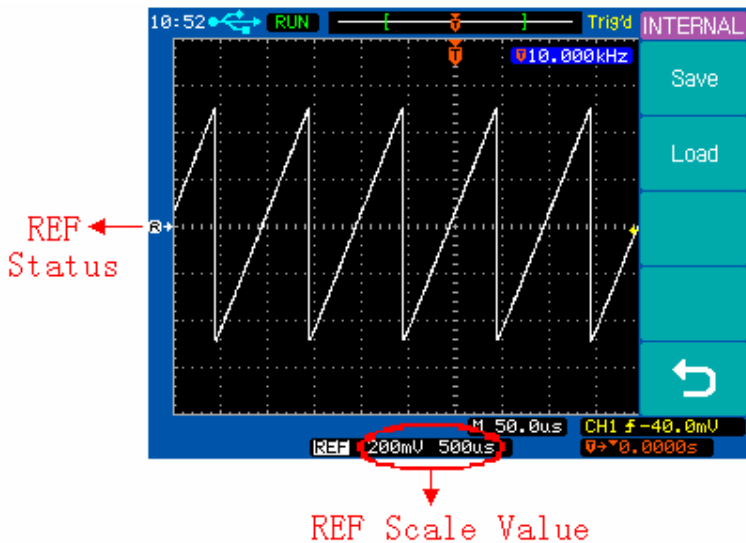 10:52 RUN Trig'd INTERNAL
T
T 10.000kHz
Save
Load
R
REF
Status
M 50.0us CH1 -40.0mV
REF 200mV 500us T→ 0.0000s
REF Scale Value